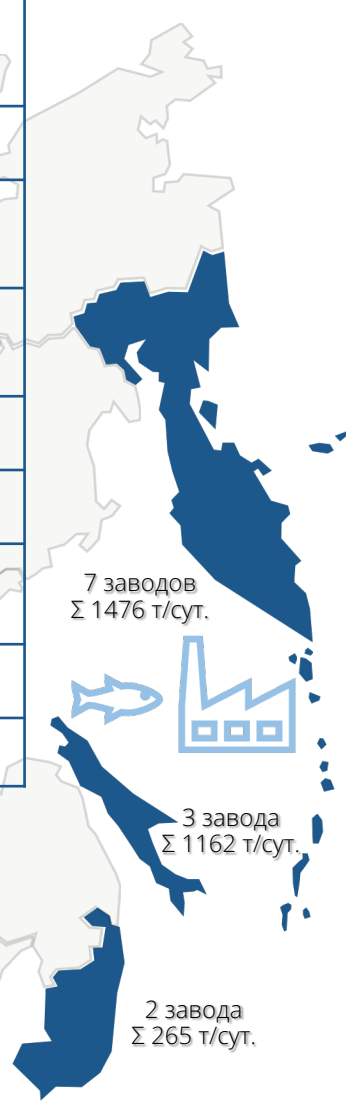 7 заводов
Σ 1476 т/сут.
3 завода
Σ 1162 т/сут.
2 завода
Σ 265 т/сут.